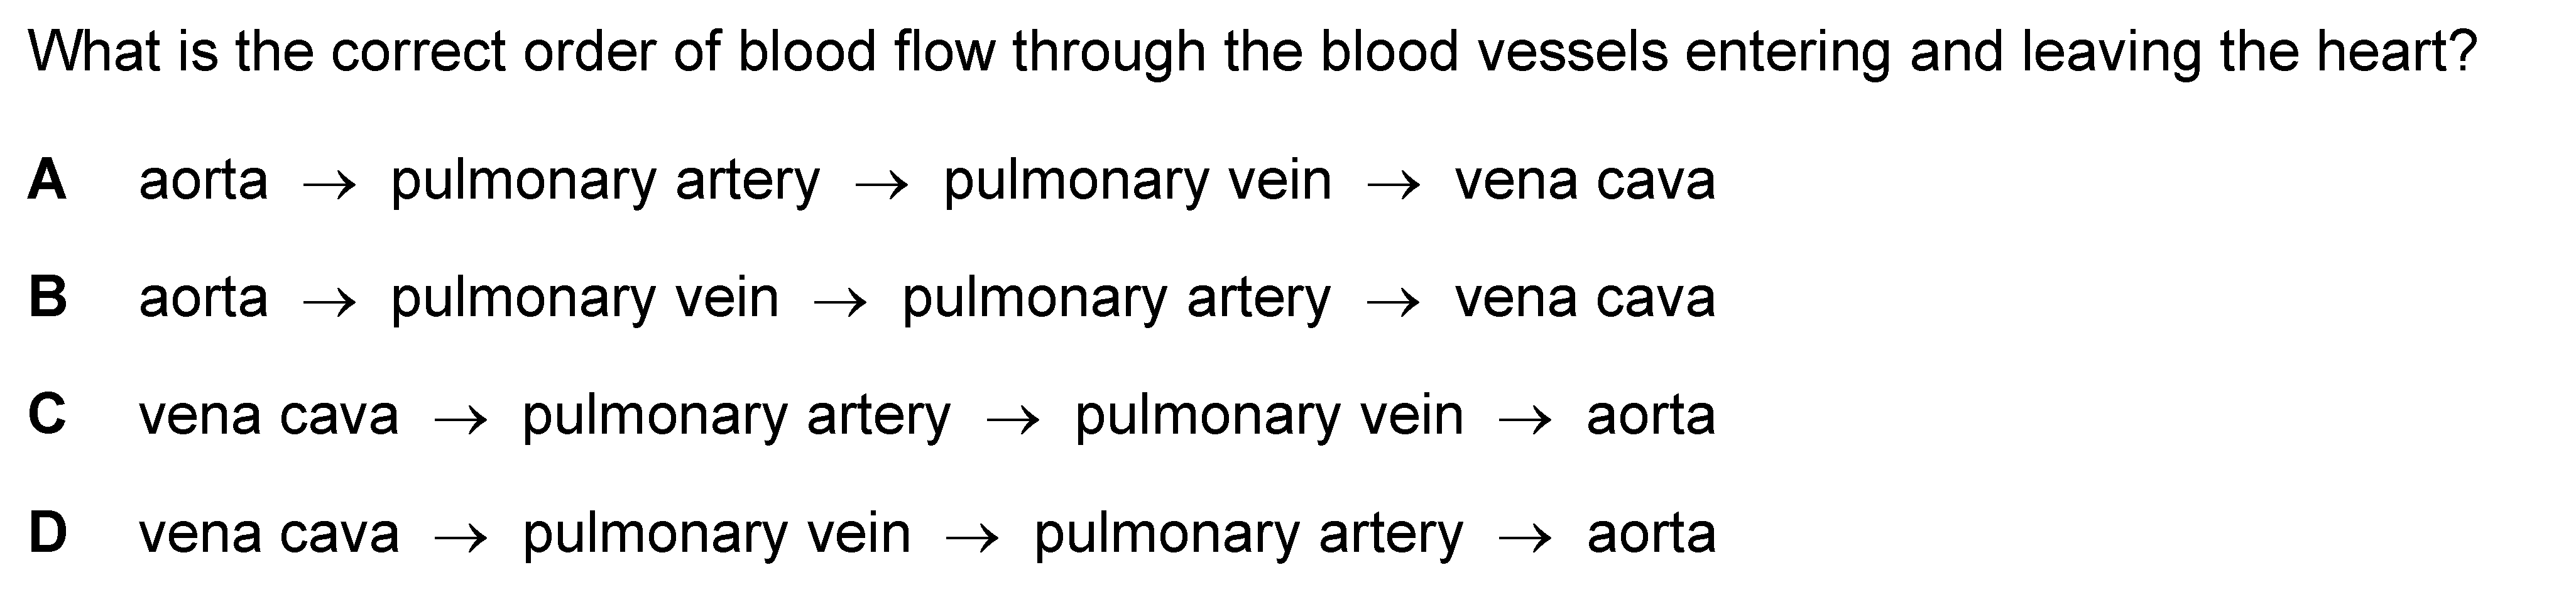 What is the correct order of blood flow through the blood vessels entering and leaving the heart?
A aorta → pulmonary artery → pulmonary vein → vena cava
B aorta → pulmonary vein → pulmonary artery → vena cava
C vena cava → pulmonary artery → pulmonary vein → aorta
D vena cava → pulmonary vein → pulmonary artery → aorta